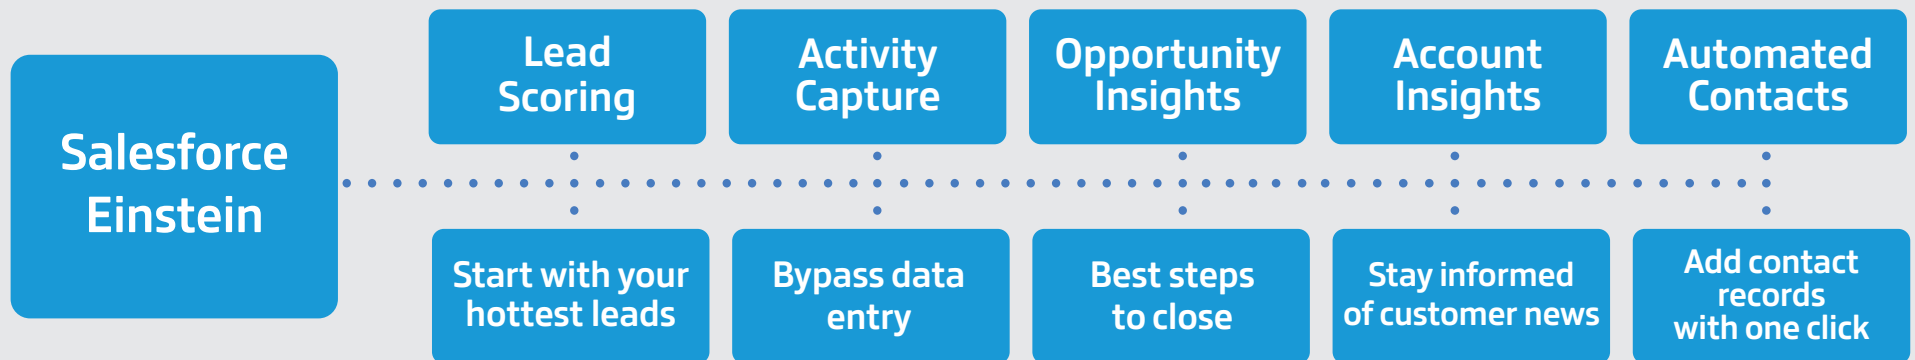 Salesforce
Einstein
Lead
Scoring
Activity
Capture
Opportunity
Insights
Account
Insights
Automated
Contacts
Start with your
hottest leads
Bypass data
entry
Best steps
to close
Stay informed
of customer news
Add contact
records
with one click